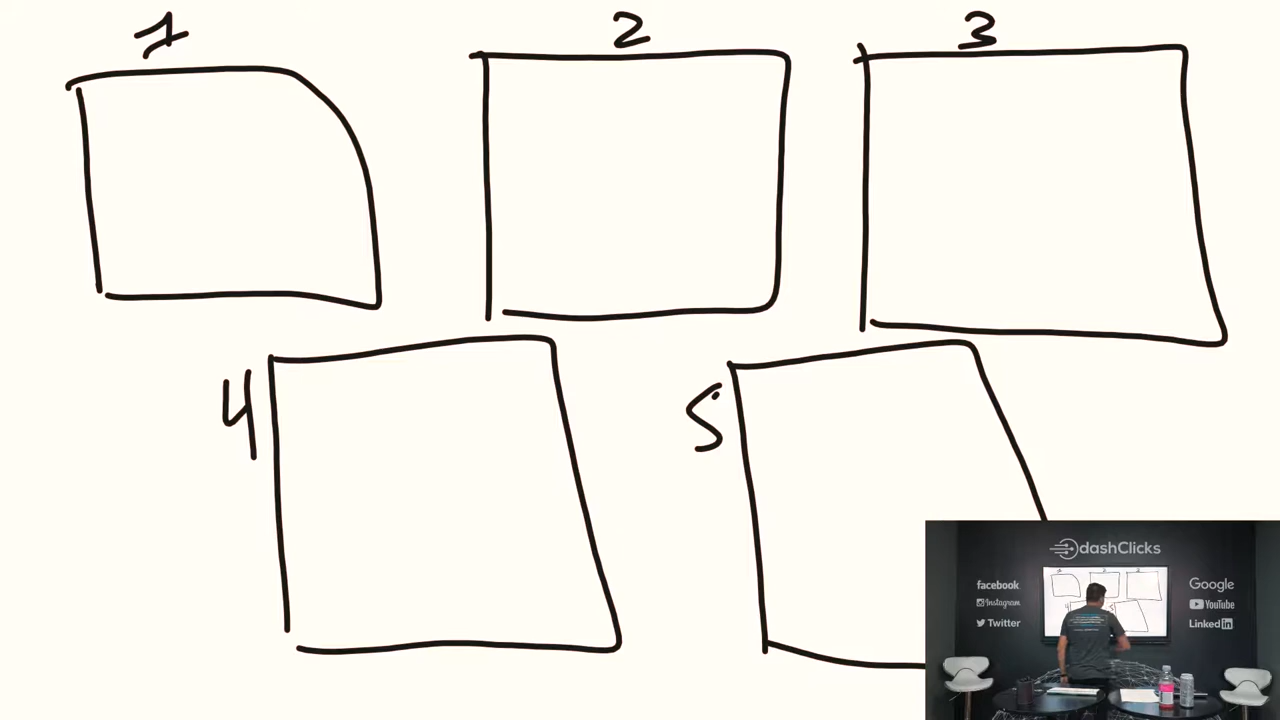 1 2 3
4 5
dashClicks
facebook Google
Instagram YouTube
Twitter Linkedin